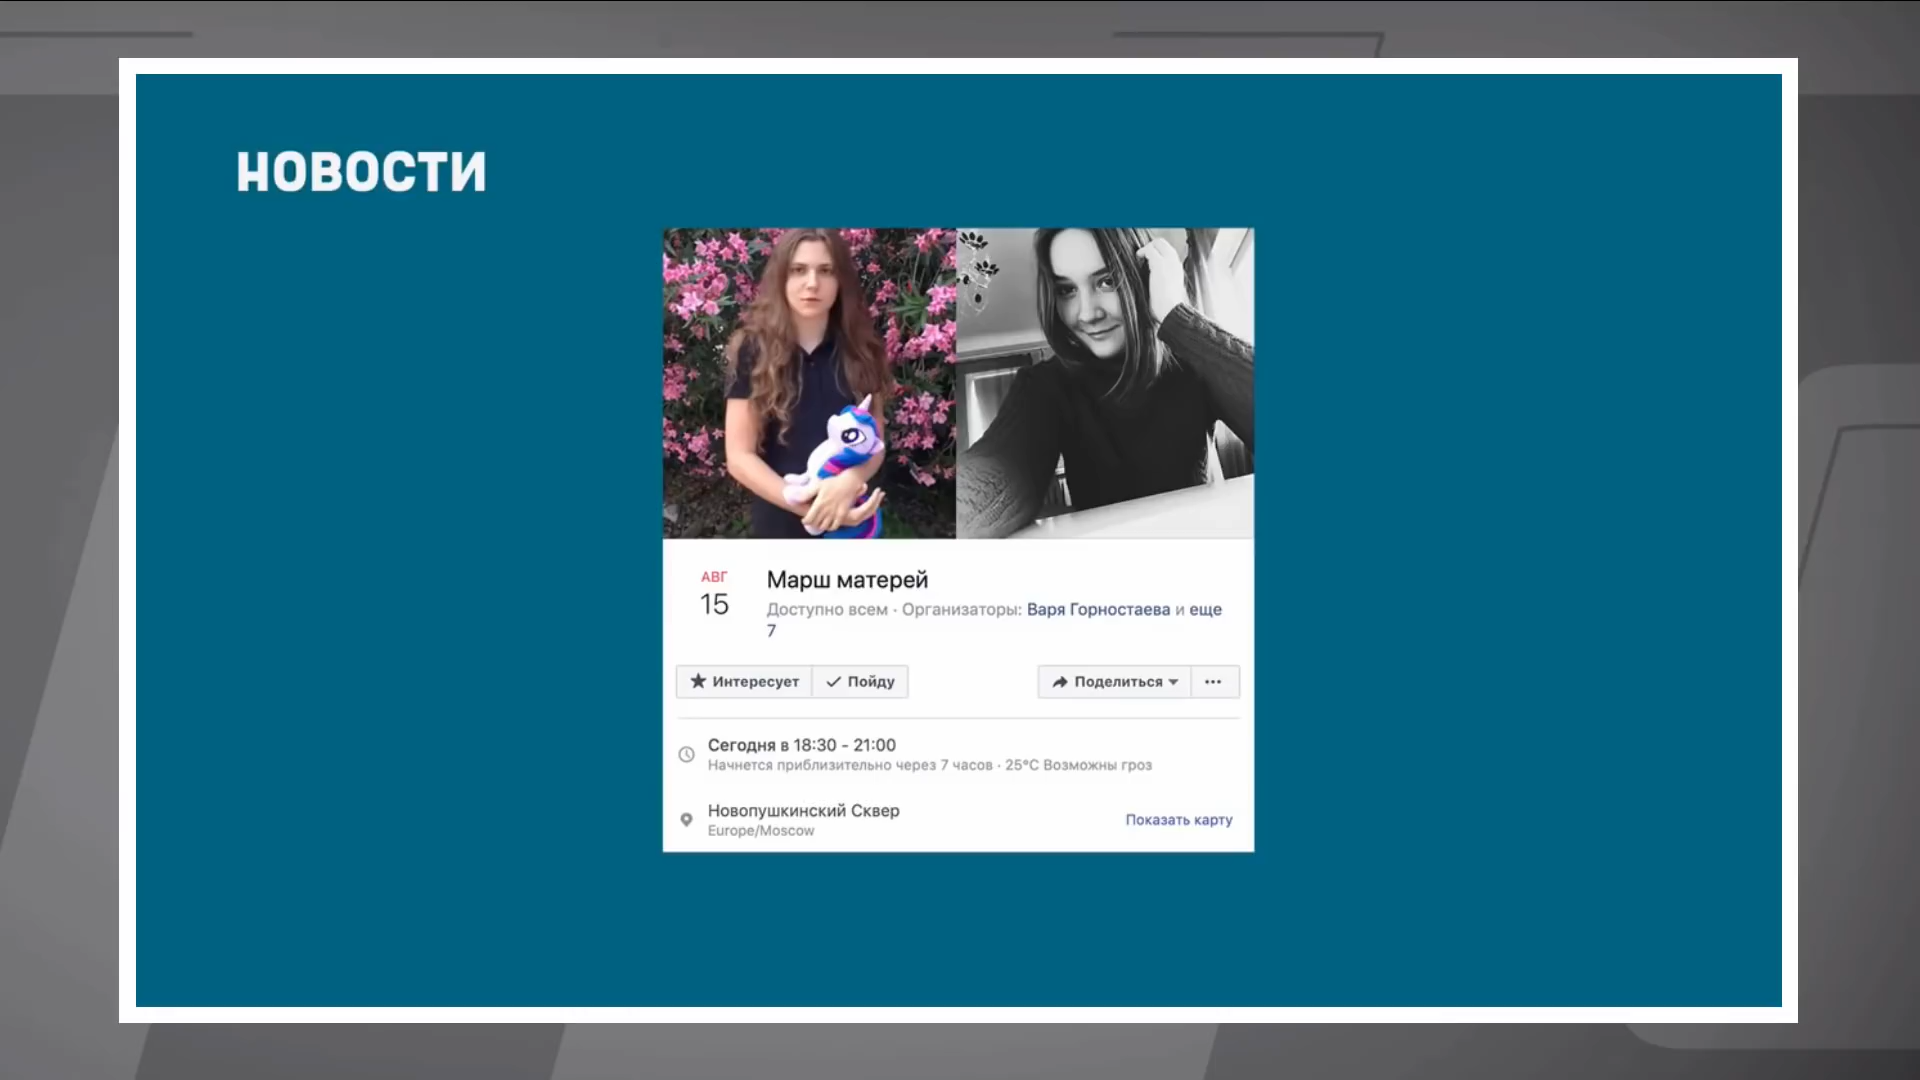 НОВОСТИ
АВГ
15
Марш матерей
Доступно всем · Организаторы: Варя Горностаева и еще
7
Интересует
Пойду
Поделиться
Сегодня в 18:30 - 21:00
Начнется приблизительно через 7 часов · 25°C Возможны гроз
Новопушкинский Сквер
Europe/Moscow
Показать карту